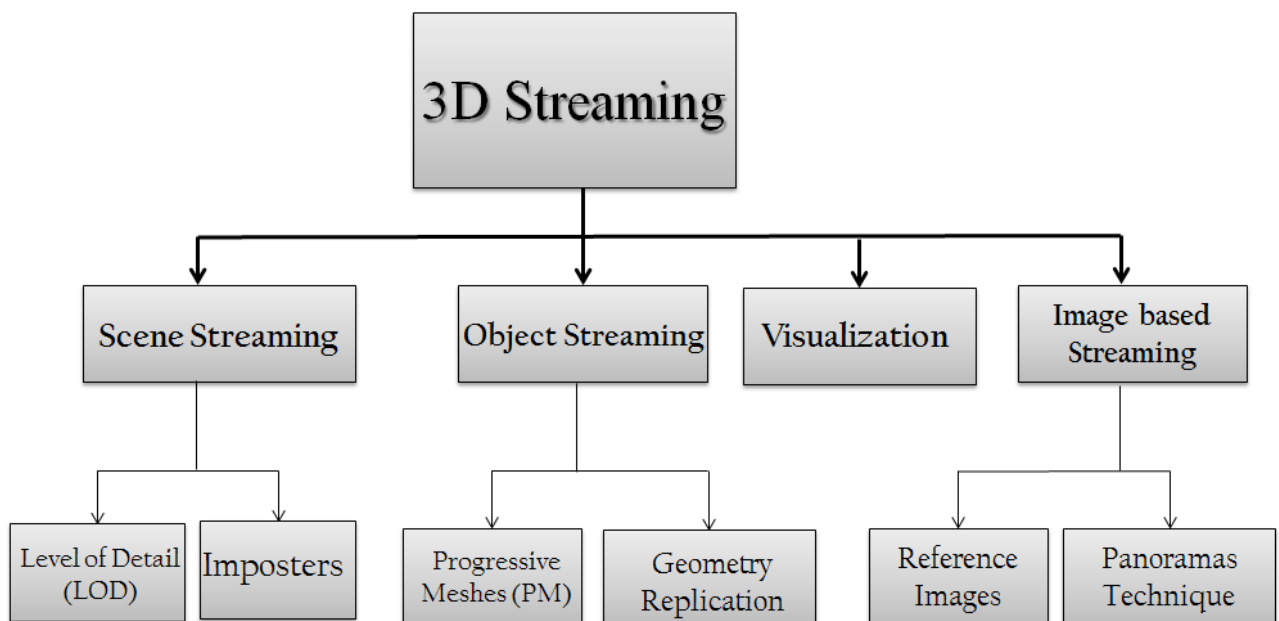 3D Streaming
Scene Streaming
Object Streaming
Visualization
Image based
Streaming
Level of Detail
(LOD)
Imposters
Progressive
Meshes (PM)
Geometry
Replication
Reference
Images
Panoramas
Technique